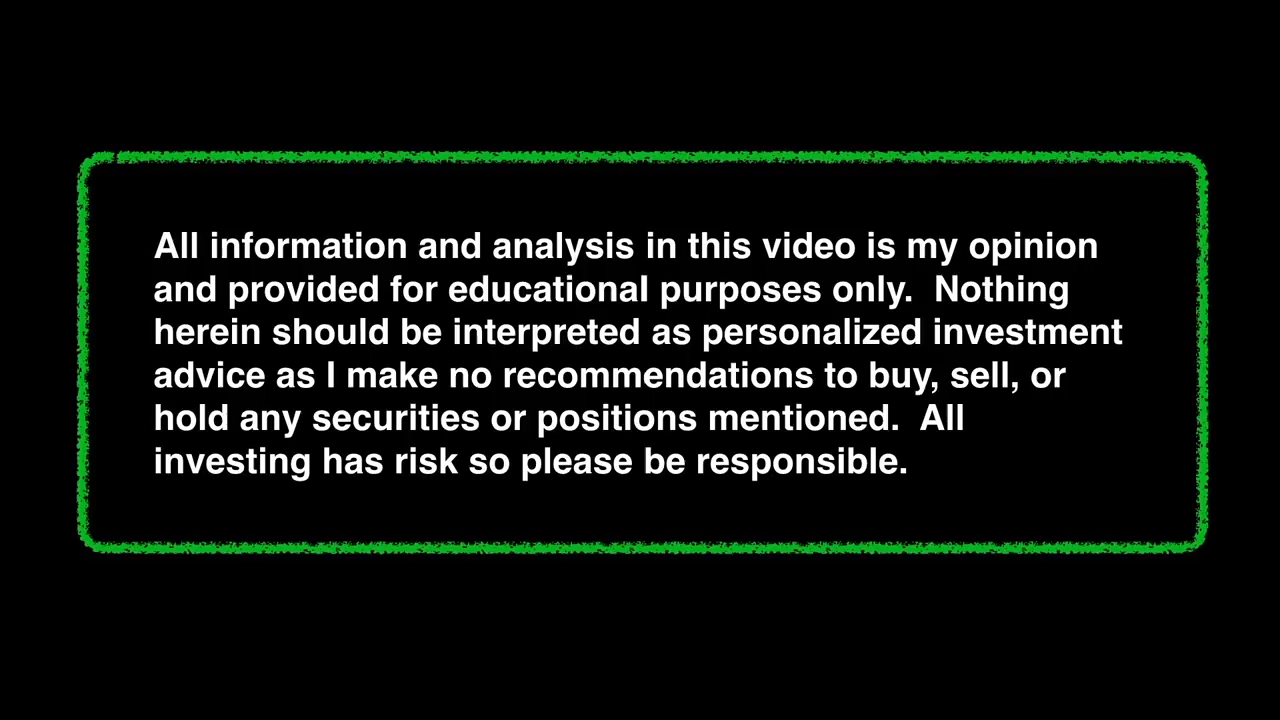 All information and analysis in this video is my opinion
and provided for educational purposes only.  Nothing
herein should be interpreted as personalized investment
advice as I make no recommendations to buy, sell, or
hold any securities or positions mentioned.  All
investing has risk so please be responsible.